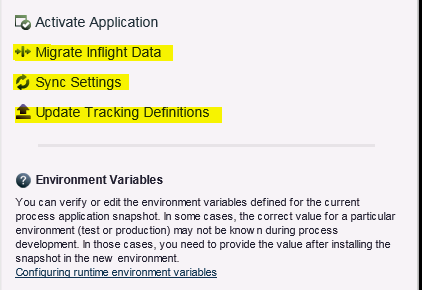 Activate Application
Migrate Inflight Data
Sync Settings
Update Tracking Definitions
Environment Variables
You can verify or edit the environment variables defined for the current
process application snapshot. In some cases, the correct value for a particular
environment (test or production) may not be known during process
development. In those cases, you need to provide the value after installing the
snapshot in the new environment.
Configuring runtime environment variables